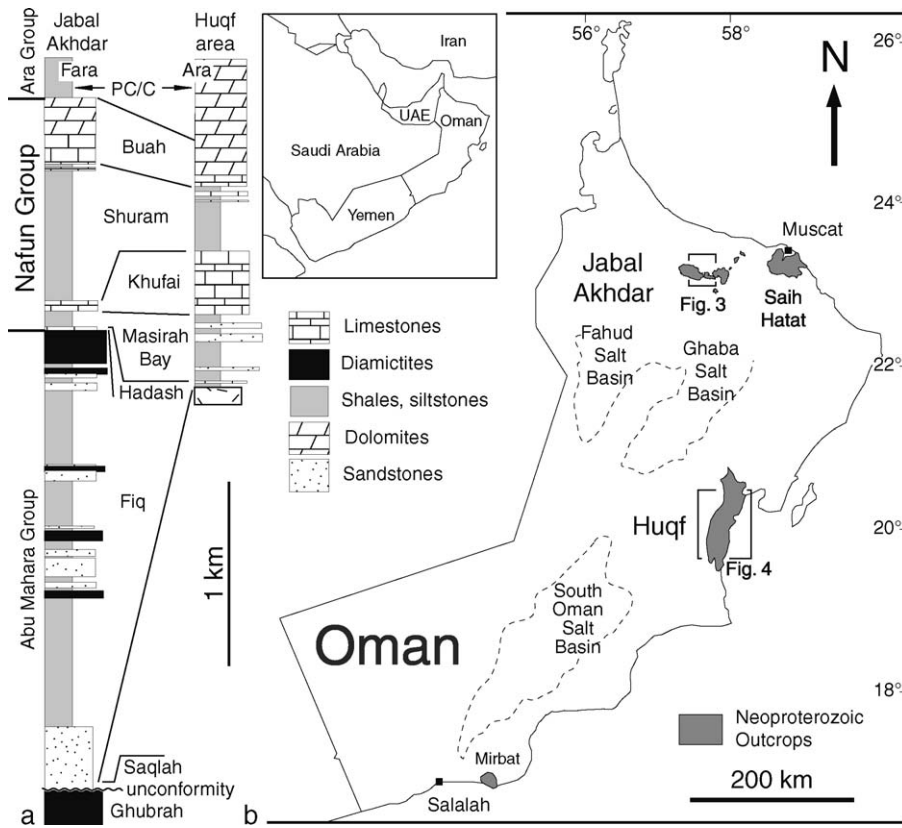 Jabal
Akhdar
Huqf
area
Ara Group
Fara
Ara
PC/C
Nafun Group
Buah
Shuram
Khufai
Masirah
Bay
Hadash
Abu Mahara Group
Fiq
Saqlah
unconformity
Ghubrah
a
1 km
Limestones
Diamictites
Shales, siltstones
Dolomites
Sandstones
Iran
UAE
Oman
Saudi Arabia
Yemen
b
56°
58°
26°
24°
22°
20°
18°
N
Muscat
Jabal
Akhdar
Fig. 3
Saih
Hatat
Fahud
Salt
Basin
Ghaba
Salt
Basin
Huqf
Fig. 4
South
Oman
Salt
Basin
Oman
Mirbat
Salalah
Neoproterozoic
Outcrops
200 km